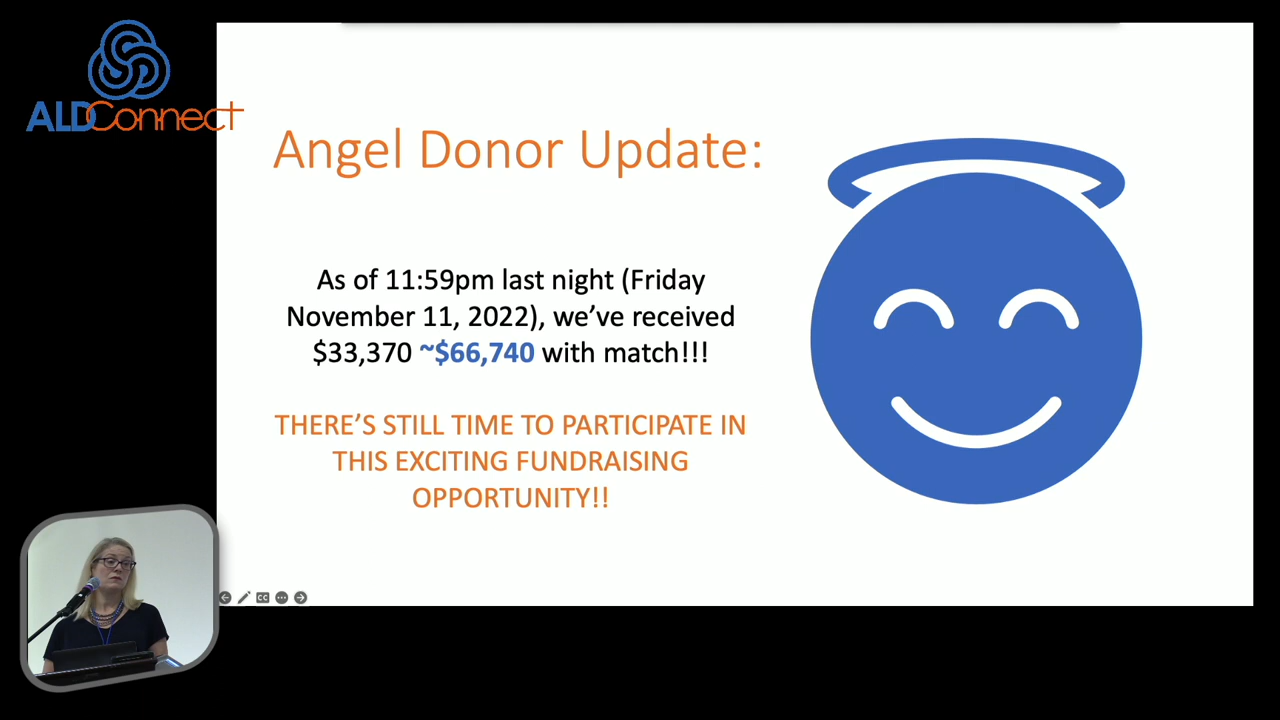 ALDConnect
Angel Donor Update:
As of 11:59pm last night (Friday
November 11, 2022), we’ve received
$33,370 ~$66,740 with match!!!
THERE’S STILL TIME TO PARTICIPATE IN
THIS EXCITING FUNDRAISING
OPPORTUNITY!!
CC